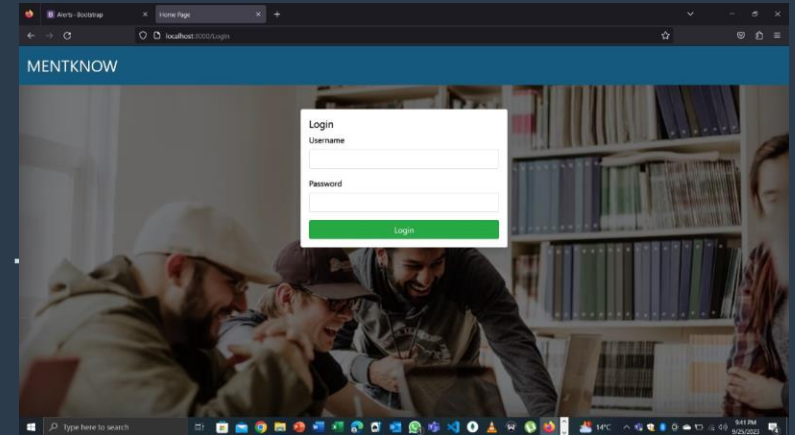 Alerts · Bootstrap
Home Page
localhost:3000/Login
MENTKNOW
Login
Username
Password
Login
Type here to search
14°C
9:41 PM
9/25/2023